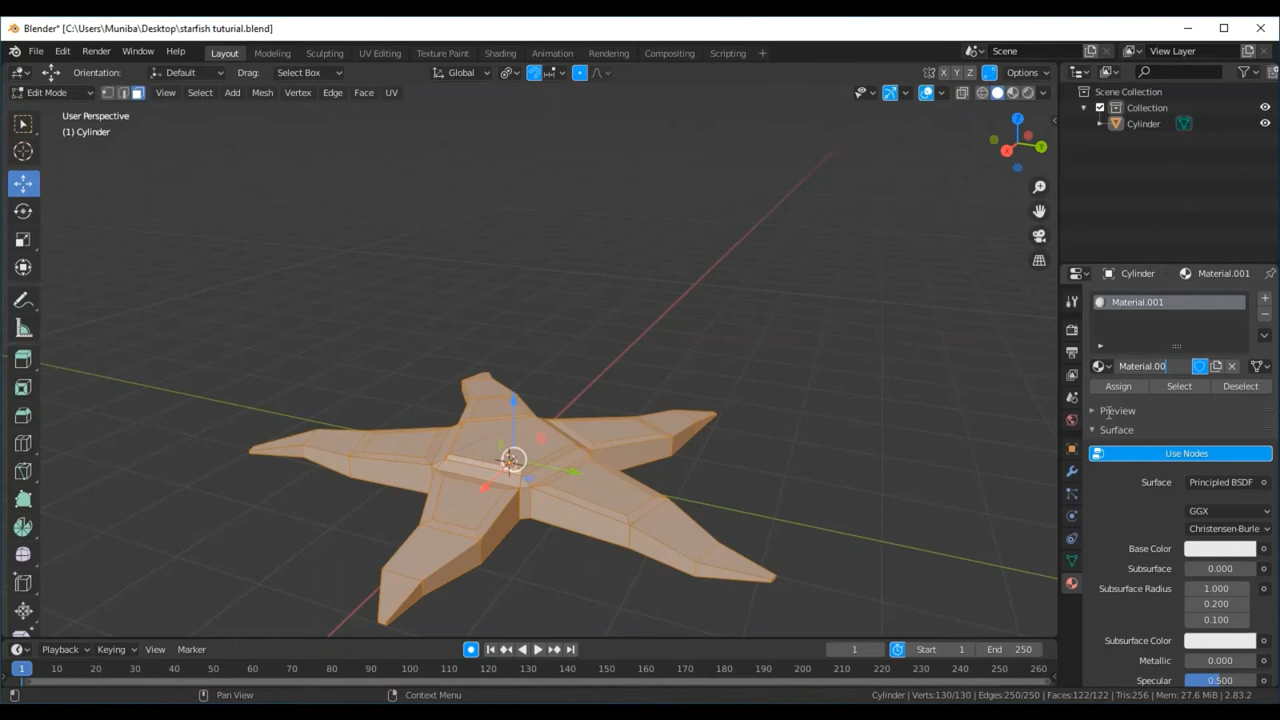 Blender* [C:\Users\Muniba\Desktop\starfish tuturial.blend]
File Edit Render Window Help Layout Modeling Sculpting UV Editing Texture Paint Shading Animation Rendering Compositing Scripting + Scene View Layer
Orientation: Default Drag: Select Box Global X Y Z Options
Edit Mode View Select Add Mesh Vertex Edge Face UV
Scene Collection
Collection
Cylinder
User Perspective
(1) Cylinder
Z
Y
X
Cylinder Material.001
Material.001
Material.00
Assign Select Deselect
Preview
Surface
Use Nodes
Surface Principled BSDF
GGX
Christensen-Burle
Base Color
Subsurface 0.000
Subsurface Radius 1.000
0.200
0.100
Subsurface Color
Metallic 0.000
Specular 0.500
Playback Keying View Marker 1 Start 1 End 250
1 10 20 30 40 50 60 70 80 90 100 110 120 130 140 150 160 170 180 190 200 210 220 230 240 250 260
Pan View Context Menu Cylinder | Verts:130/130 | Edges:250/250 | Faces:122/122 | Tris:256 | Mem: 27.6 MiB | 2.83.2